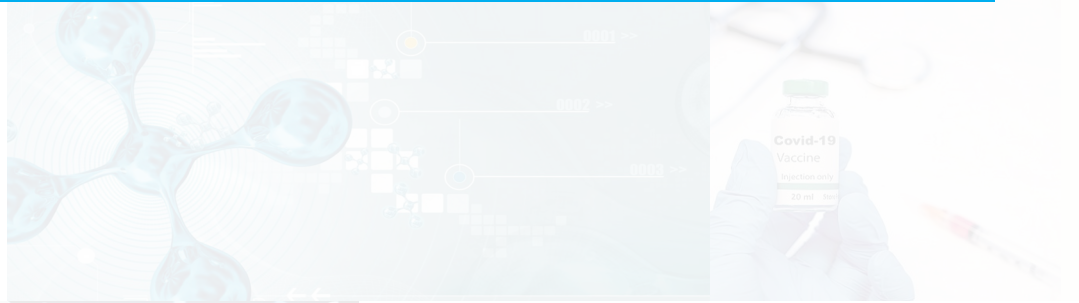 0001 >>
0002 >>
0003 >>
Covid-19
Vaccine
Injection only
10 ml